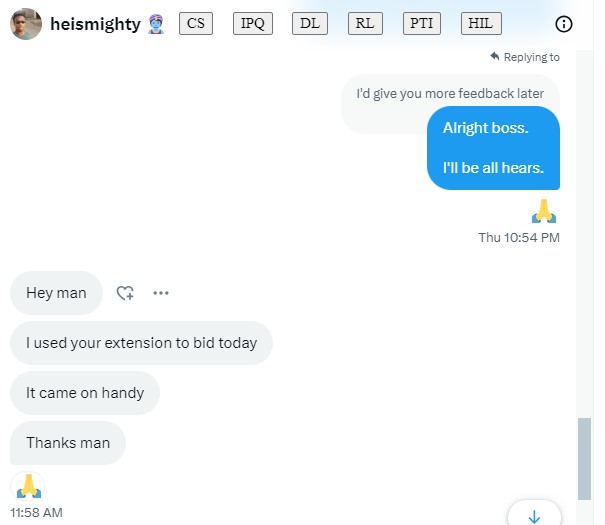 heismighty CS IPQ DL RL PTI HIL
Replying to
I'd give you more feedback later
Alright boss.
I'll be all hears.
Thu 10:54 PM
Hey man
I used your extension to bid today
It came on handy
Thanks man
11:58 AM